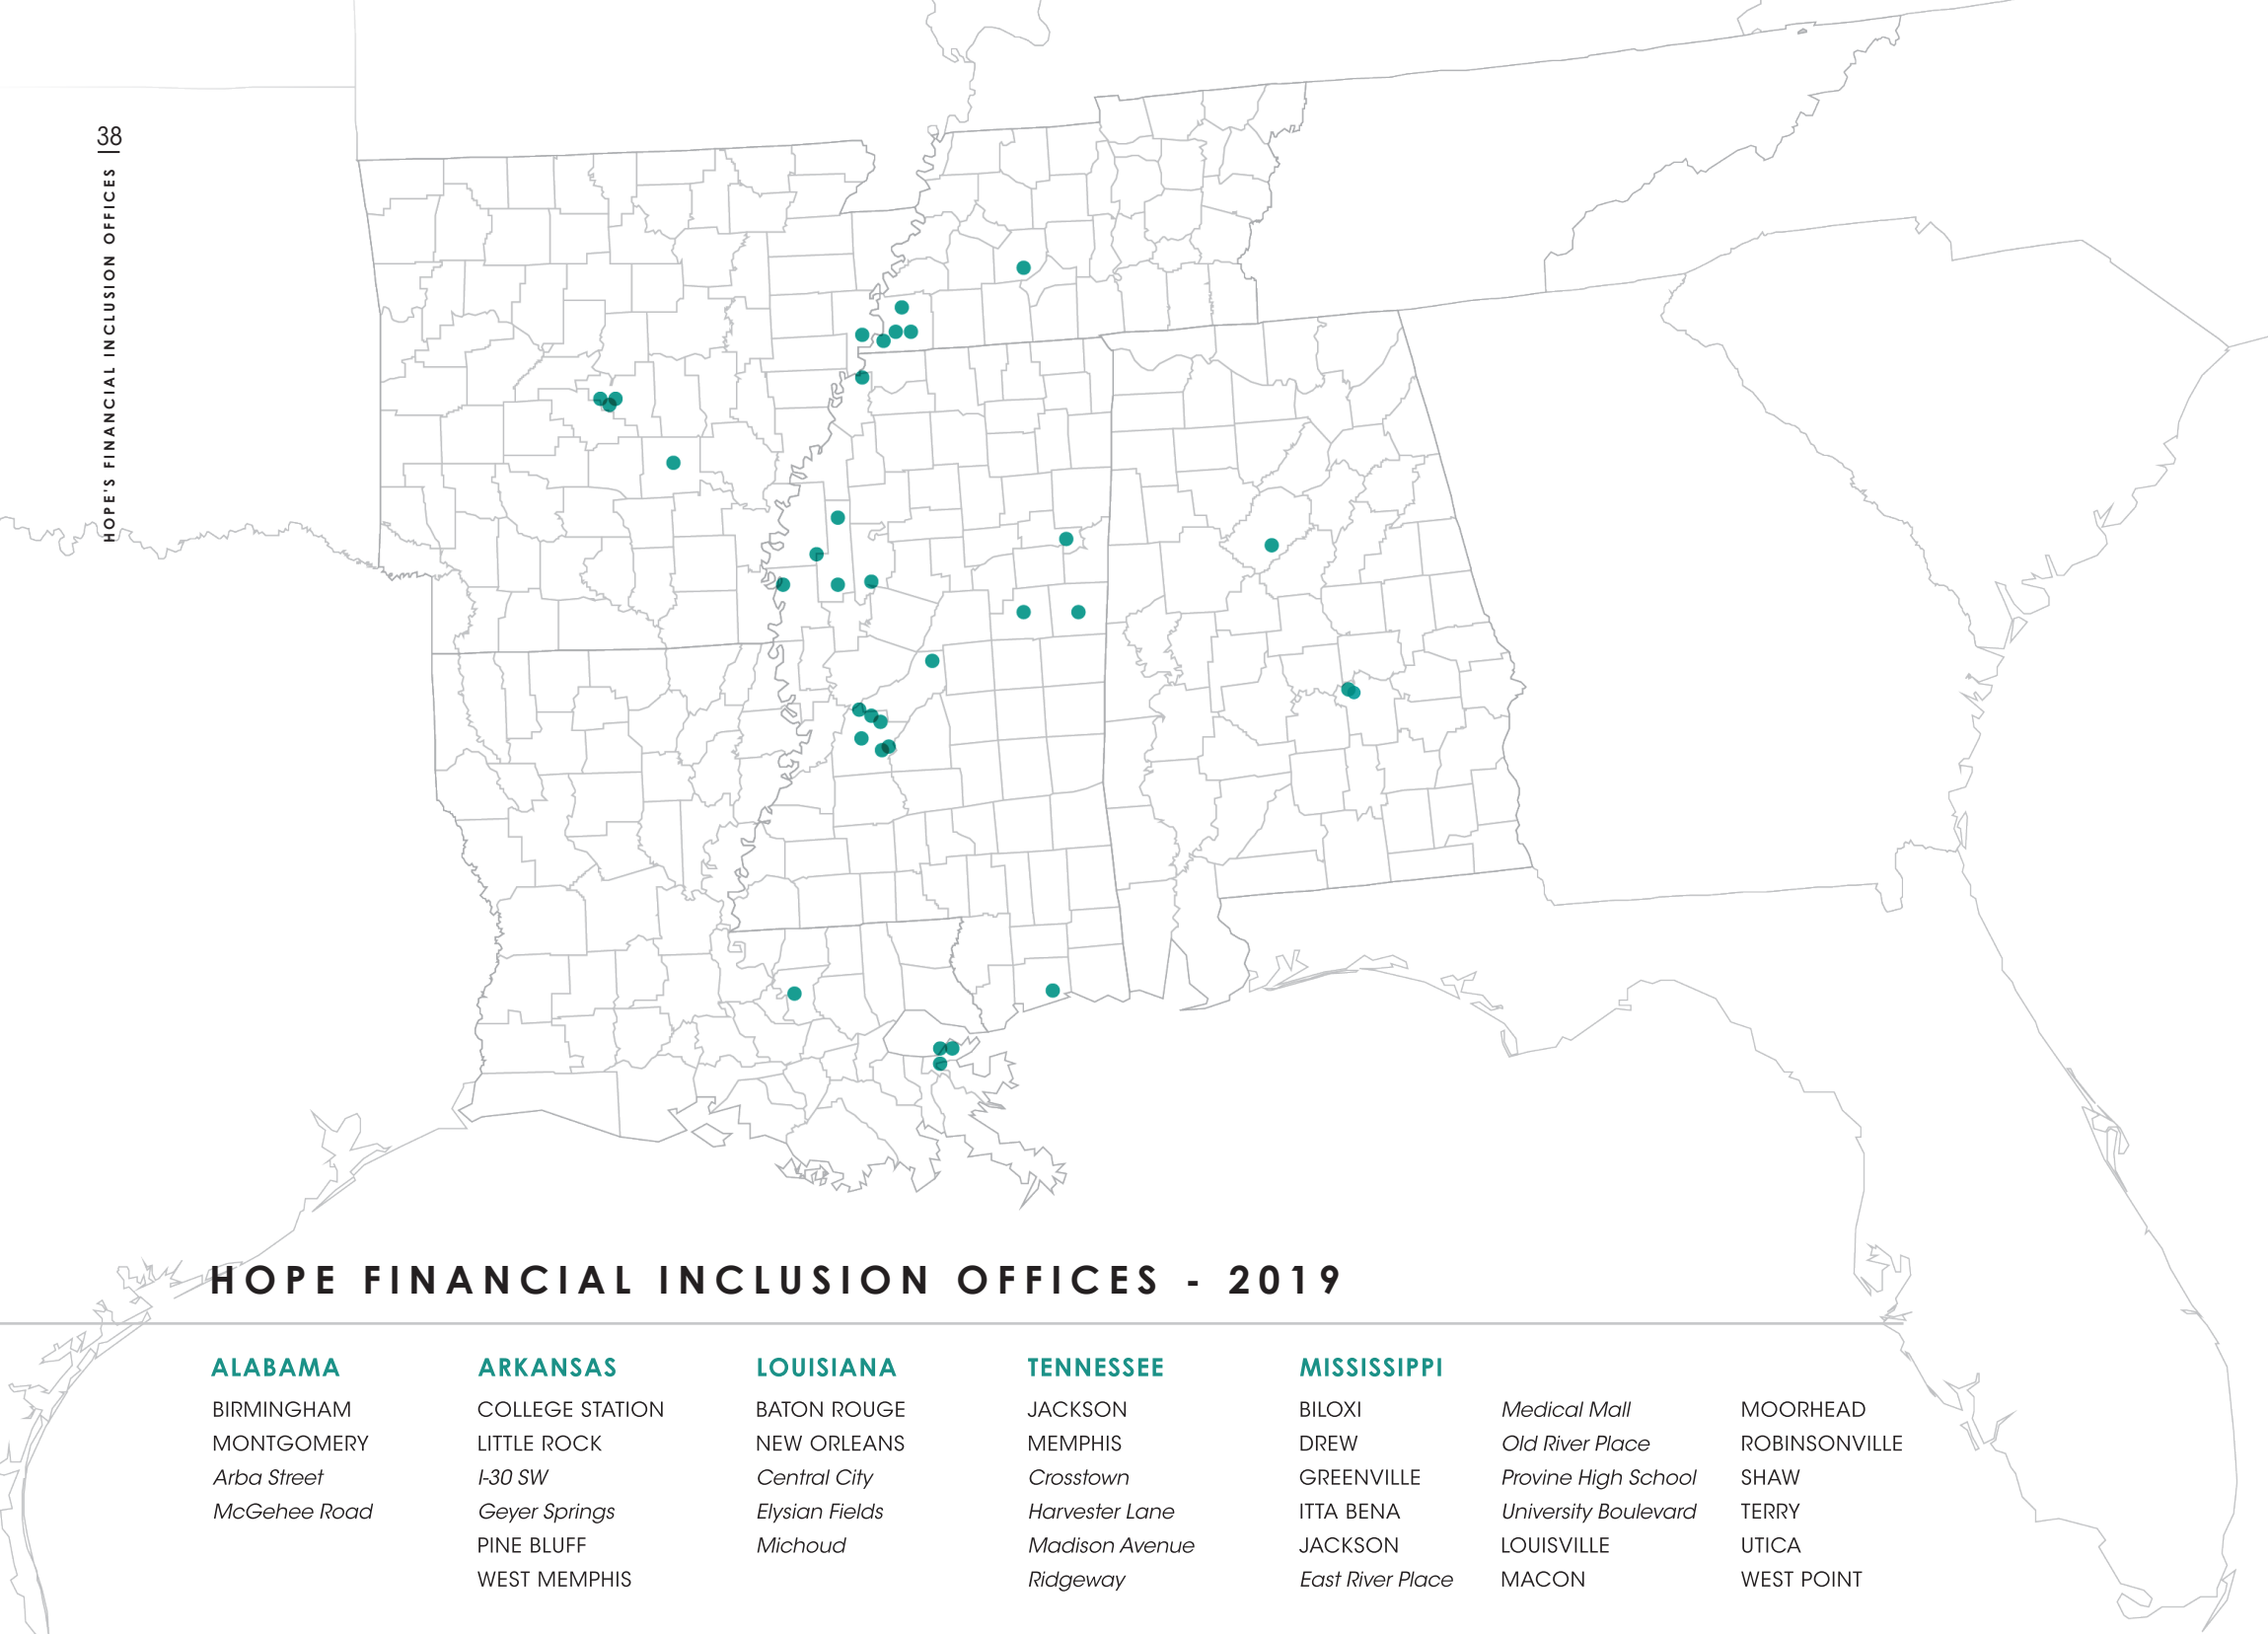 38
HOPE'S FINANCIAL INCLUSION OFFICES
HOPE FINANCIAL INCLUSION OFFICES - 2019
ALABAMA
BIRMINGHAM
MONTGOMERY
Arba Street
McGehee Road
ARKANSAS
COLLEGE STATION
LITTLE ROCK
I-30 SW
Geyer Springs
PINE BLUFF
WEST MEMPHIS
LOUISIANA
BATON ROUGE
NEW ORLEANS
Central City
Elysian Fields
Michoud
TENNESSEE
JACKSON
MEMPHIS
Crosstown
Harvester Lane
Madison Avenue
Ridgeway
MISSISSIPPI
BILOXI
DREW
GREENVILLE
ITTA BENA
JACKSON
East River Place
Medical Mall
Old River Place
Provine High School
University Boulevard
LOUISVILLE
MACON
MOORHEAD
ROBINSONVILLE
SHAW
TERRY
UTICA
WEST POINT